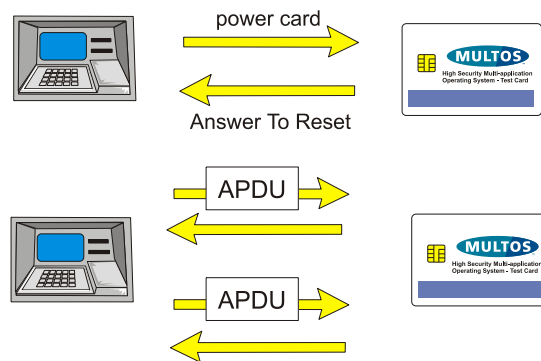 power card
MULTOS
High Security Multi-application
Operating System - Test Card
Answer To Reset
APDU
MULTOS
High Security Multi-application
Operating System - Test Card
APDU